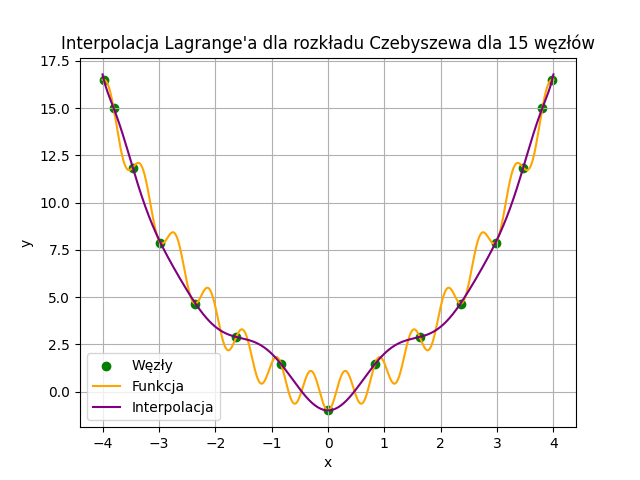 Interpolacja Lagrange'a dla rozkładu Czebyszewa dla 15 węzłów
17.5
15.0
12.5
10.0
7.5
5.0
2.5
0.0
y
Węzły
Funkcja
Interpolacja
−4 −3 −2 −1 0 1 2 3 4
x